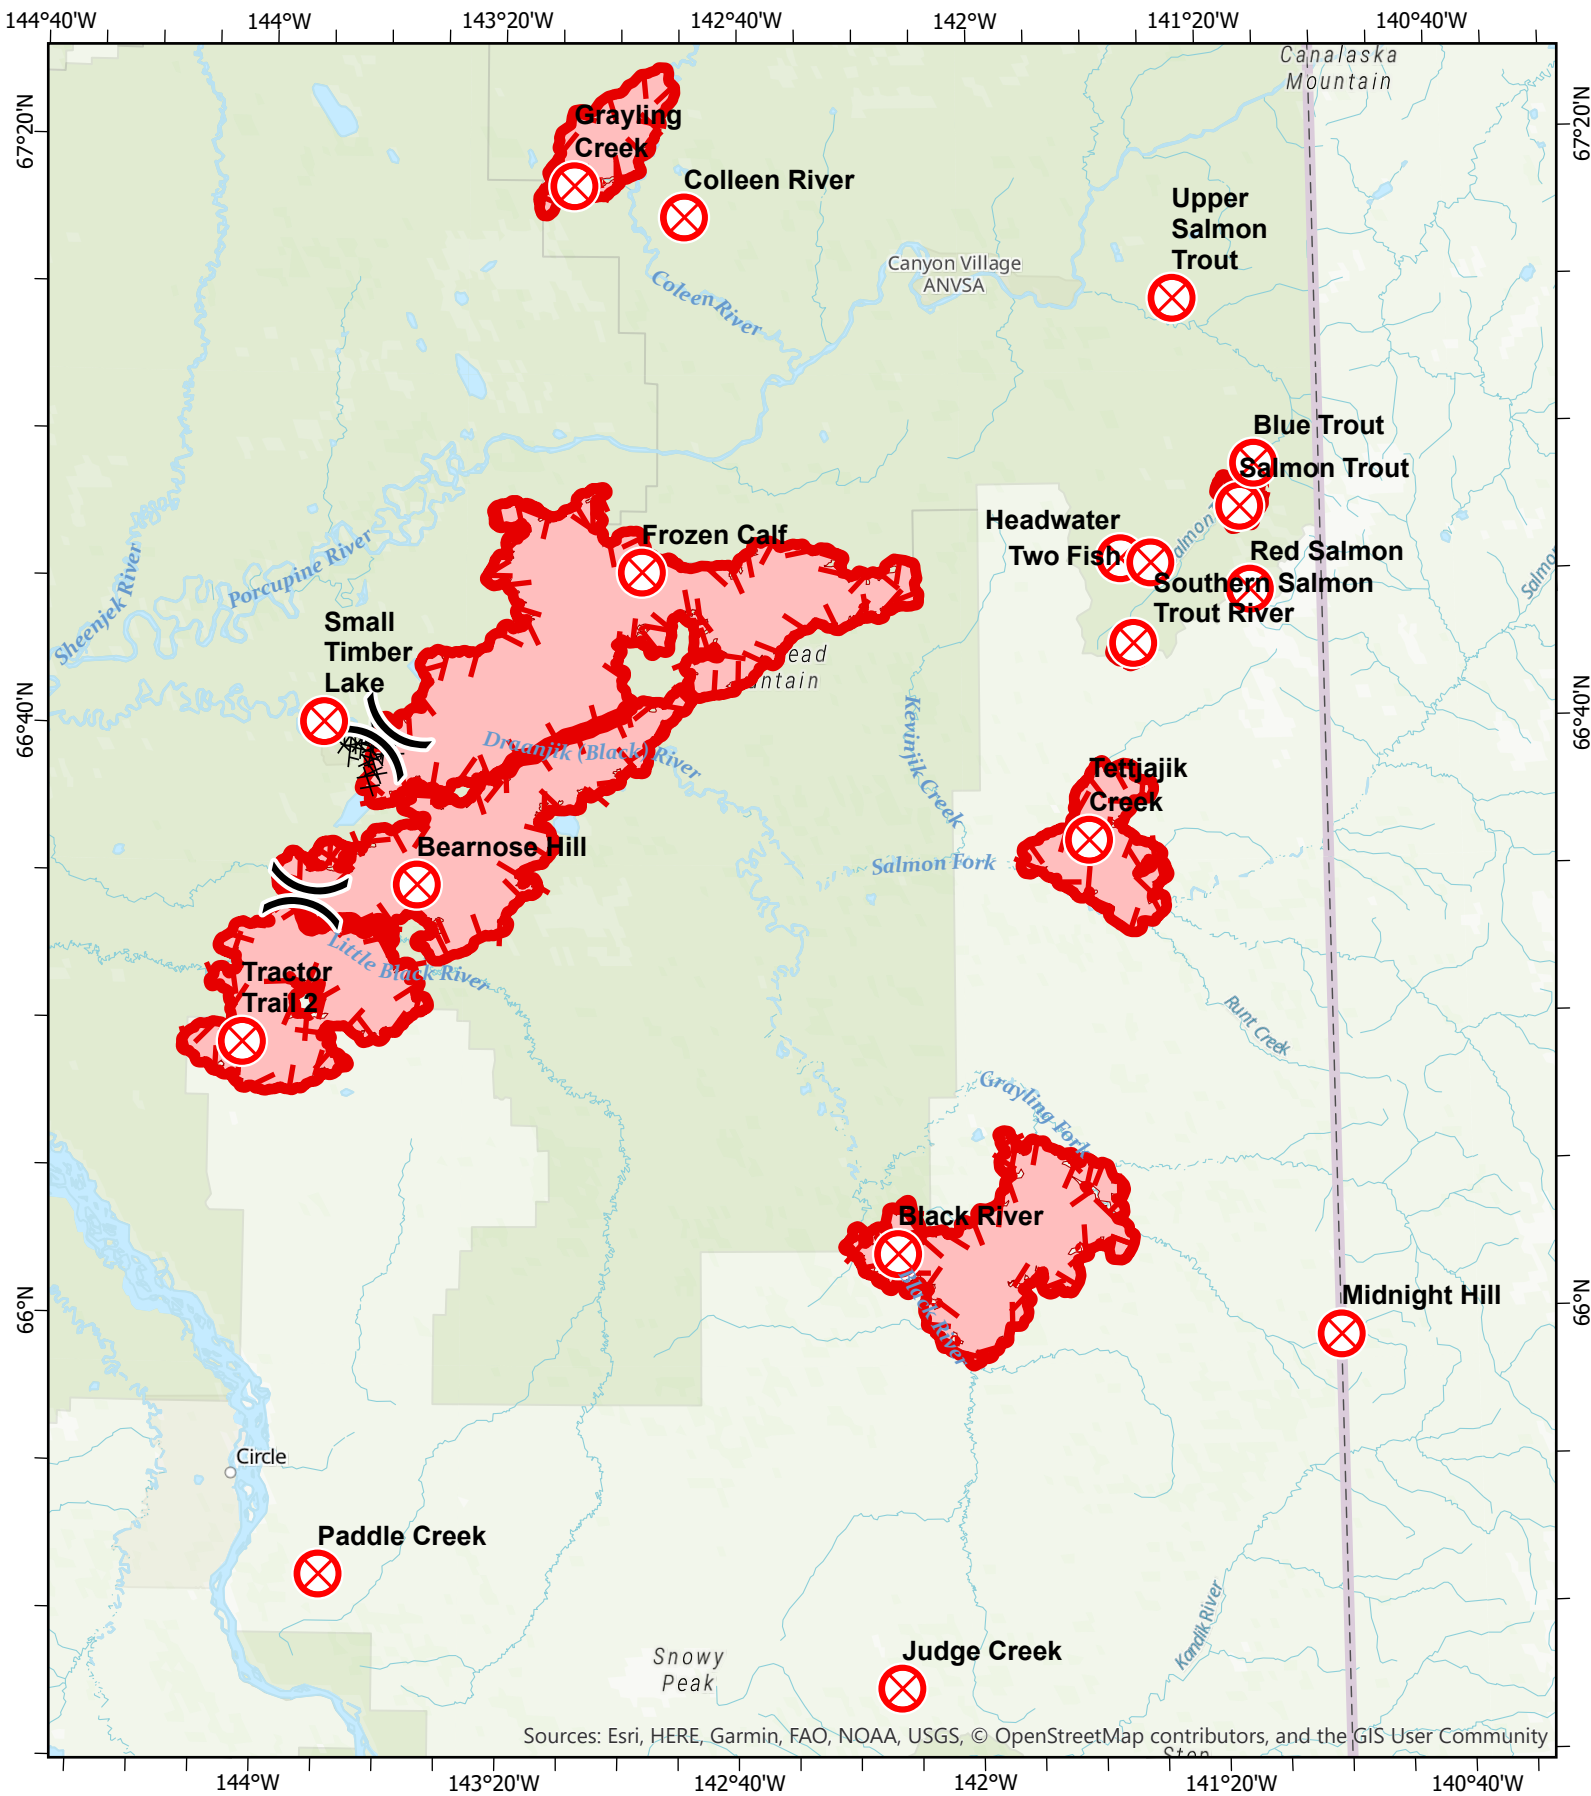 144°40'W
144°W
143°20'W
142°40'W
142°W
141°20'W
140°40'W
Canalaska
Mountain
67°20'N
67°20'N
Grayling
Creek
Colleen River
Upper
Salmon
Trout
Canyon Village
ANVSA
Coleen River
Blue Trout
Salmon Trout
Headwater
Two Fish
Salmon
Red Salmon
Southern Salmon
Trout River
Salmon
Frozen Calf
Porcupine River
Sheenjek River
Small
Timber
Lake
ead
untain
66°40'N
66°40'N
Draanjik (Black) River
Kevinjik Creek
Tettjajik
Creek
Salmon Fork
Bearnose Hill
Little Black River
Tractor
Trail 2
Runt Creek
Grayling Fork
Black River
Black River
66°N
66°N
Midnight Hill
Circle
Paddle Creek
Kandik River
Snowy
Peak
Judge Creek
Sources: Esri, HERE, Garmin, FAO, NOAA, USGS, © OpenStreetMap contributors, and the GIS User Community
144°W
143°20'W
142°40'W
142°W
141°20'W
140°40'W